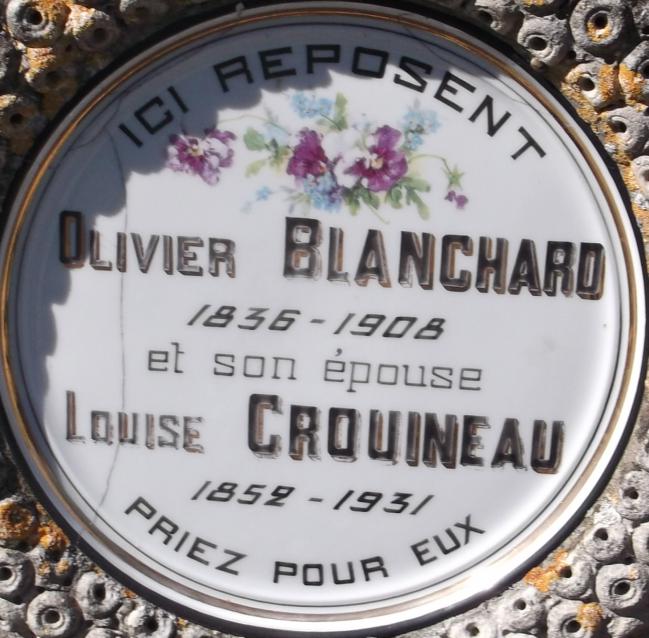 ICI REPOSENT
OLIVIER BLANCHARD
1836 - 1908
et son épouse
LOUISE CROUINEAU
1852 - 1931
PRIEZ POUR EUX